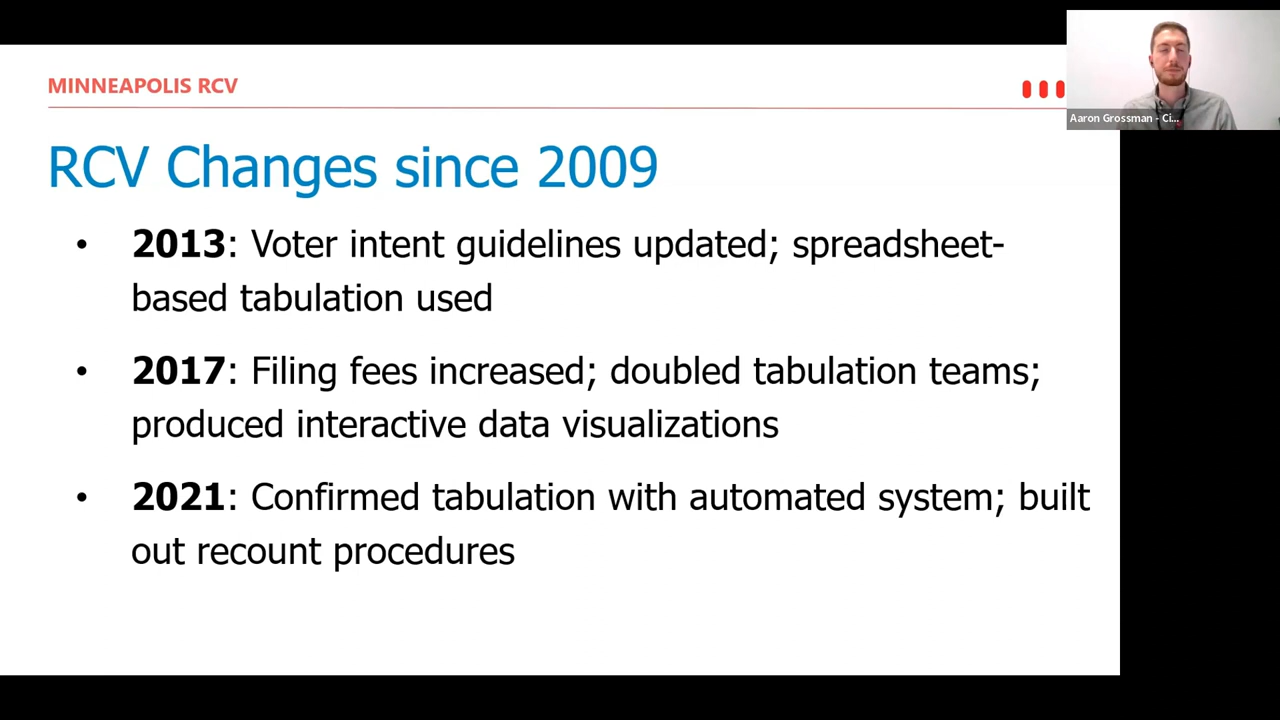 MINNEAPOLIS RCV
Aaron Grossman - Ci...
RCV Changes since 2009
• 2013: Voter intent guidelines updated; spreadsheet-
based tabulation used
• 2017: Filing fees increased; doubled tabulation teams;
produced interactive data visualizations
• 2021: Confirmed tabulation with automated system; built
out recount procedures